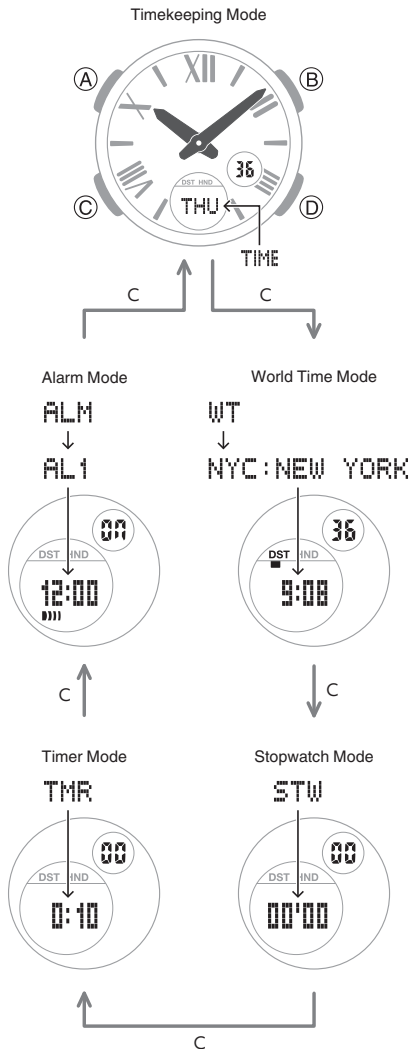 Timekeeping Mode
XII
A
B
36
DST HND
THU
C
D
TIME
C
C
Alarm Mode
World Time Mode
ALM
WT
AL1
NYC:NEW YORK
ON
36
DST HND
DST HND
12:00
9:08
C
C
Timer Mode
Stopwatch Mode
TMR
STW
00
00
DST HND
DST HND
0:10
00'00
C